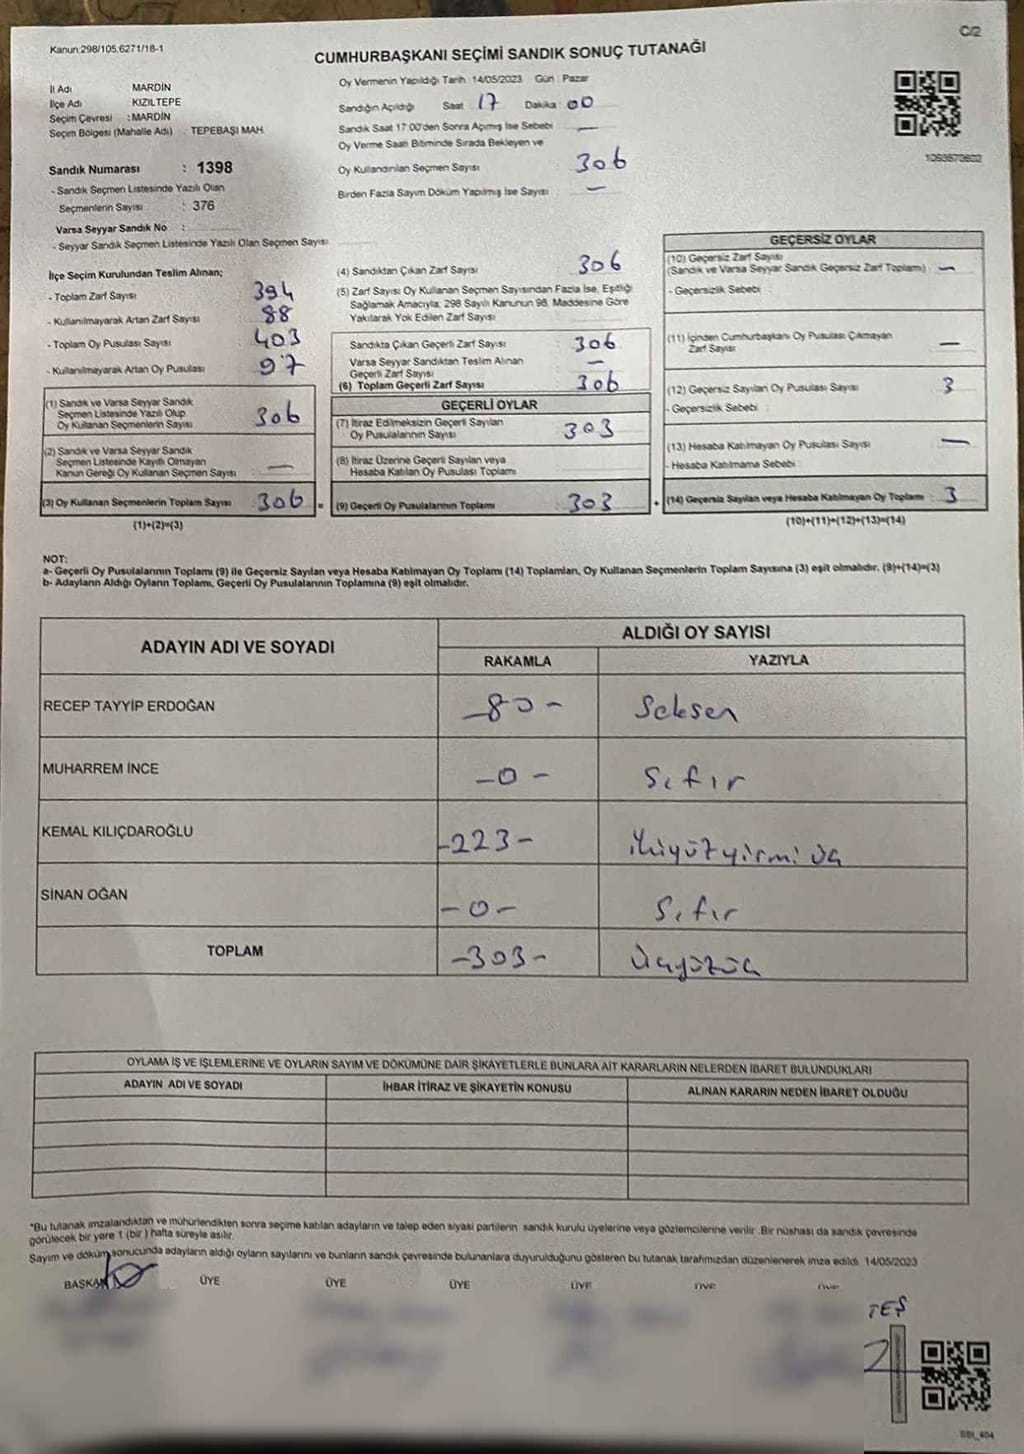 Kanun:298/105,6271/18-1
C/2
CUMHURBAŞKANI SEÇİMİ SANDIK SONUÇ TUTANAĞI
İl Adı MARDİN
İlçe Adı KIZILTEPE
Seçim Çevresi : MARDİN
Seçim Bölgesi (Mahalle Adı) : TEPEBAŞI MAH
Sandık Numarası : 1398
- Sandık Seçmen Listesinde Yazılı Olan
Seçmenlerin Sayısı : 376
Varsa Seyyar Sandık No :
- Seyyar Sandık Seçmen Listesinde Yazılı Olan Seçmen Sayısı
Oy Vermenin Yapıldığı Tarih 14/05/2023 Gün : Pazar
Sandığın Açıldığı Saat 17 Dakika : 00
Sandık Saat 17:00'den Sonra Açılmış İse Sebebi —
Oy Verme Saati Bitiminde Sırada Bekleyen ve
Oy Kullandırılan Seçmen Sayısı 306
Birden Fazla Sayım Döküm Yapılmış İse Sayısı —
İlçe Seçim Kurulundan Teslim Alınan;
- Toplam Zarf Sayısı 394
- Kullanılmayarak Artan Zarf Sayısı 88
- Toplam Oy Pusulası Sayısı 403
- Kullanılmayarak Artan Oy Pusulası 97
(1) Sandık ve Varsa Seyyar Sandık
Seçmen Listesinde Yazılı Olup
Oy Kullanan Seçmenlerin Sayısı 306
(2) Sandık ve Varsa Seyyar Sandık
Seçmen Listesinde Kayıtlı Olmayan
Kanun Gereği Oy Kullanan Seçmen Sayısı —
(3) Oy Kullanan Seçmenlerin Toplam Sayısı 306 =
(1)+(2)=(3)
(4) Sandıktan Çıkan Zarf Sayısı 306
(5) Zarf Sayısı Oy Kullanan Seçmen Sayısından Fazla İse, Eşitliği
Sağlamak Amacıyla; 298 Sayılı Kanunun 98. Maddesine Göre
Yakılarak Yok Edilen Zarf Sayısı
Sandıkta Çıkan Geçerli Zarf Sayısı 306
Varsa Seyyar Sandıktan Teslim Alınan
Geçerli Zarf Sayısı —
(6) Toplam Geçerli Zarf Sayısı 306
GEÇERLİ OYLAR
(7) İtiraz Edilmeksizin Geçerli Sayılan
Oy Pusulalarının Sayısı 303
(8) İtiraz Üzerine Geçerli Sayılan veya
Hesaba Katılan Oy Pusulası Toplamı
(9) Geçerli Oy Pusulalarının Toplamı 303 +
GEÇERSİZ OYLAR
(10) Geçersiz Zarf Sayısı
(Sandık ve Varsa Seyyar Sandık Geçersiz Zarf Toplamı) —
- Geçersizlik Sebebi :
(11) İçinden Cumhurbaşkanı Oy Pusulası Çıkmayan
Zarf Sayısı —
(12) Geçersiz Sayılan Oy Pusulası Sayısı 3
- Geçersizlik Sebebi :
(13) Hesaba Katılmayan Oy Pusulası Sayısı —
- Hesaba Katılmama Sebebi
(14) Geçersiz Sayılan veya Hesaba Katılmayan Oy Toplamı : 3
(10)+(11)+(12)+(13)=(14)
NOT:
a- Geçerli Oy Pusulalarının Toplamı (9) ile Geçersiz Sayılan veya Hesaba Katılmayan Oy Toplamı (14) Toplamları, Oy Kullanan Seçmenlerin Toplam Sayısına (3) eşit olmalıdır. (9)+(14)=(3)
b- Adayların Aldığı Oyların Toplamı, Geçerli Oy Pusulalarının Toplamına (9) eşit olmalıdır.
ADAYIN ADI VE SOYADI ALDIĞI OY SAYISI
RAKAMLA YAZIYLA
RECEP TAYYİP ERDOĞAN -80- Seksen
MUHARREM İNCE -0- Sıfır
KEMAL KILIÇDAROĞLU -223- ikiyüzyirmi üç
SİNAN OĞAN -0- Sıfır
TOPLAM -303- Üçyüzüç
OYLAMA İŞ VE İŞLEMLERİNE VE OYLARIN SAYIM VE DÖKÜMÜNE DAİR ŞİKAYETLERLE BUNLARA AİT KARARLARIN NELERDEN İBARET BULUNDUKLARI
ADAYIN ADI VE SOYADI İHBAR İTİRAZ VE ŞİKAYETİN KONUSU ALINAN KARARIN NEDEN İBARET OLDUĞU
*Bu tutanak imzalandıktan ve mühürlendikten sonra seçime katılan adayların ve talep eden siyasi partilerin sandık kurulu üyelerine veya gözlemcilerine verilir. Bir nüshası da sandık çevresinde
görülecek bir yere 1 (bir) hafta süreyle asılır.
Sayım ve döküm sonucunda adayların aldığı oyların sayılarını ve bunların sandık çevresinde bulunanlara duyurulduğunu gösteren bu tutanak tarafımızdan düzenlenerek imza edildi. 14/05/2023
BAŞKAN ÜYE ÜYE ÜYE ÜYE ÜYE ÜYE
TEŞ